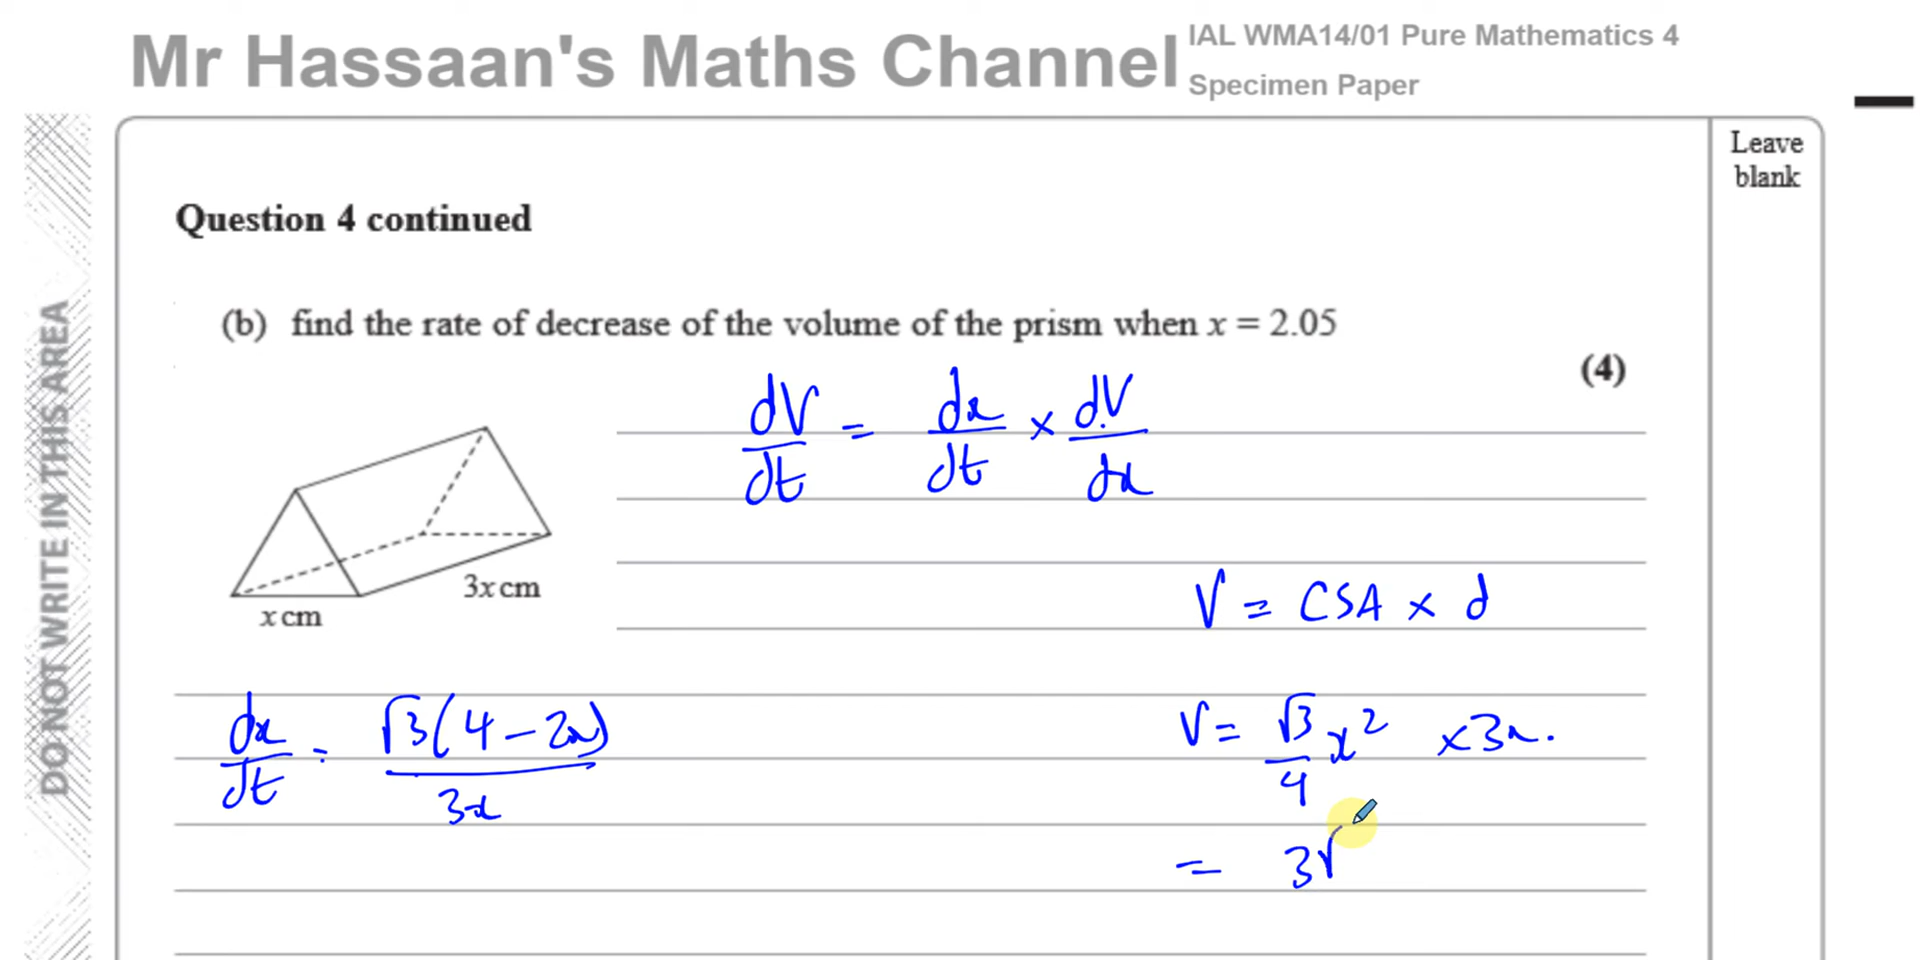 Mr Hassaan's Maths Channel
IAL WMA14/01 Pure Mathematics 4
Specimen Paper
Leave
blank
DO NOT WRITE IN THIS AREA
Question 4 continued
(b) find the rate of decrease of the volume of the prism when x = 2.05
(4)
dV/dt = dx/dt × dV/dx
3x cm
x cm
V = CSA × d
dx/dt = √3(4 – 2x)/3x
V = √3/4 x² × 3x.
= 3√